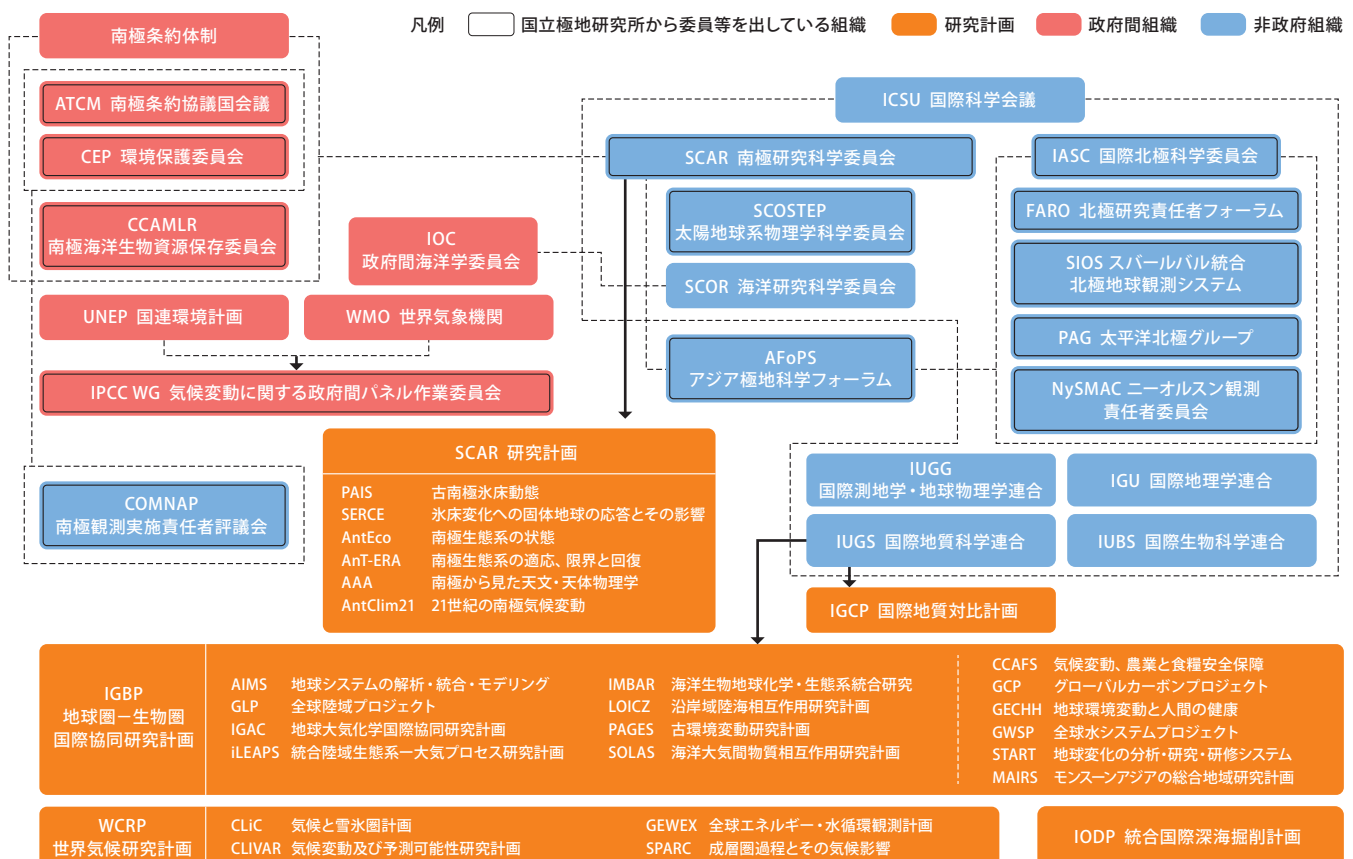 凡例
国立極地研究所から委員等を出している組織
研究計画
政府間組織
非政府組織
南極条約体制
ATCM 南極条約協議国会議
CEP 環境保護委員会
CCAMLR
南極海洋生物資源保存委員会
IOC
政府間海洋学委員会
UNEP 国連環境計画
WMO 世界気象機関
IPCC WG 気候変動に関する政府間パネル作業委員会
COMNAP
南極観測実施責任者評議会
ICSU 国際科学会議
SCAR 南極研究科学委員会
SCOSTEP
太陽地球系物理学科学委員会
SCOR 海洋研究科学委員会
AFoPS
アジア極地科学フォーラム
IASC 国際北極科学委員会
FARO 北極研究責任者フォーラム
SIOS スバールバル統合
北極地球観測システム
PAG 太平洋北極グループ
NySMAC ニーオルスン観測
責任者委員会
IUGG
国際測地学・地球物理学連合
IGU 国際地理学連合
IUGS 国際地質科学連合
IUBS 国際生物科学連合
IGCP 国際地質対比計画
SCAR 研究計画
PAIS 古南極氷床動態
SERCE 氷床変化への固体地球の応答とその影響
AntEco 南極生態系の状態
AnT-ERA 南極生態系の適応、限界と回復
AAA 南極から見た天文・天体物理学
AntClim21 21世紀の南極気候変動
IGBP
地球圏－生物圏
国際協同研究計画
AIMS 地球システムの解析・統合・モデリング
GLP 全球陸域プロジェクト
IGAC 地球大気化学国際協同研究計画
iLEAPS 統合陸域生態系ー大気プロセス研究計画
IMBAR 海洋生物地球化学・生態系統合研究
LOICZ 沿岸域陸海相互作用研究計画
PAGES 古環境変動研究計画
SOLAS 海洋大気間物質相互作用研究計画
CCAFS 気候変動、農業と食糧安全保障
GCP グローバルカーボンプロジェクト
GECHH 地球環境変動と人間の健康
GWSP 全球水システムプロジェクト
START 地球変化の分析・研究・研修システム
MAIRS モンスーンアジアの総合地域研究計画
WCRP
世界気候研究計画
CLiC 気候と雪氷圏計画
CLIVAR 気候変動及び予測可能性研究計画
GEWEX 全球エネルギー・水循環観測計画
SPARC 成層圏過程とその気候影響
IODP 統合国際深海掘削計画